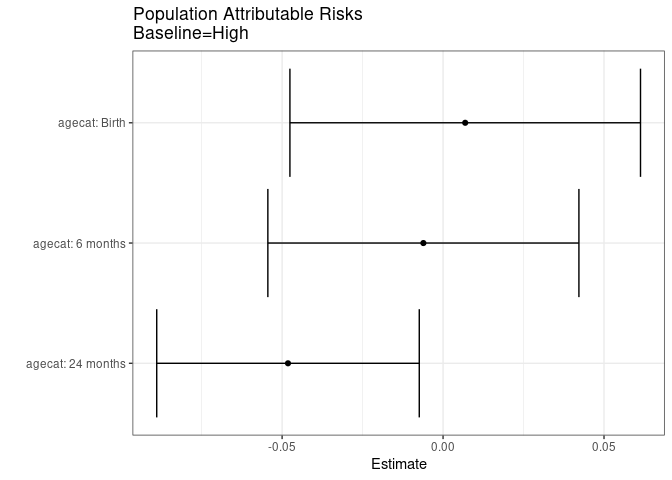 Population Attributable Risks
Baseline=High
agecat: Birth
agecat: 6 months
agecat: 24 months
-0.05
0.00
0.05
Estimate